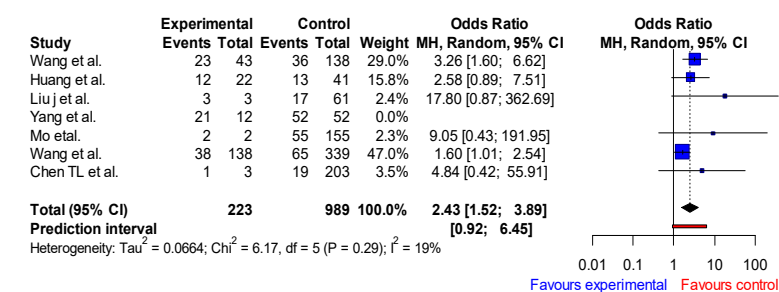 Experimental Control Odds Ratio Odds Ratio
Study Events Total Events Total Weight MH, Random, 95% CI MH, Random, 95% CI
Wang et al. 23 43 36 138 29.0% 3.26 [1.60; 6.62]
Huang et al. 12 22 13 41 15.8% 2.58 [0.89; 7.51]
Liu j et al. 3 3 17 61 2.4% 17.80 [0.87; 362.69]
Yang et al. 21 12 52 52 0.0%
Mo etal. 2 2 55 155 2.3% 9.05 [0.43; 191.95]
Wang et al. 38 138 65 339 47.0% 1.60 [1.01; 2.54]
Chen TL et al. 1 3 19 203 3.5% 4.84 [0.42; 55.91]
Total (95% CI) 223 989 100.0% 2.43 [1.52; 3.89]
Prediction interval [0.92; 6.45]
Heterogeneity: Tau² = 0.0664; Chi² = 6.17, df = 5 (P = 0.29); I² = 19%
0.01 0.1 1 10 100
Favours experimental Favours control